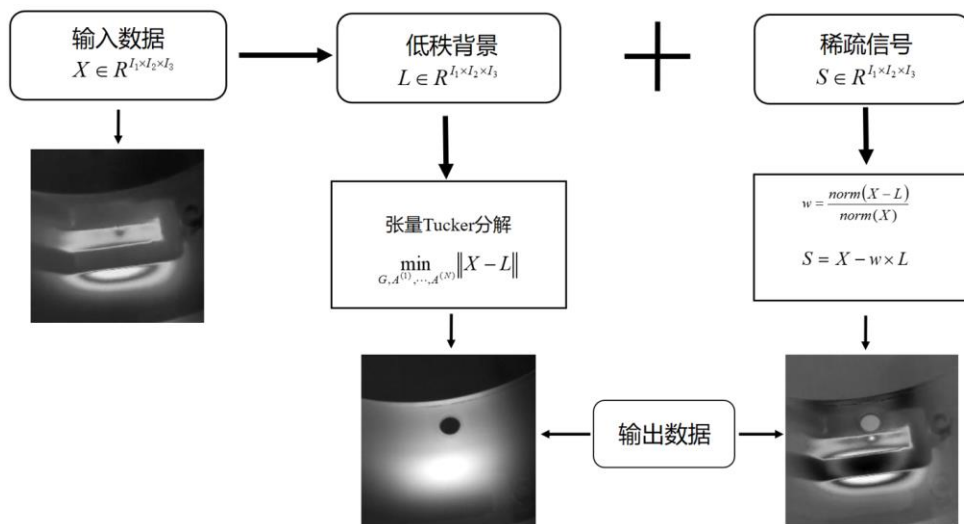 输入数据
X ∈ R^{I₁×I₂×I₃}
低秩背景
L ∈ R^{I₁×I₂×I₃}
稀疏信号
S ∈ R^{I₁×I₂×I₃}
张量Tucker分解
min_{G,A^{(1)},⋯,A^{(N)}} ‖X − L‖
w = norm(X−L) / norm(X)
S = X − w × L
输出数据